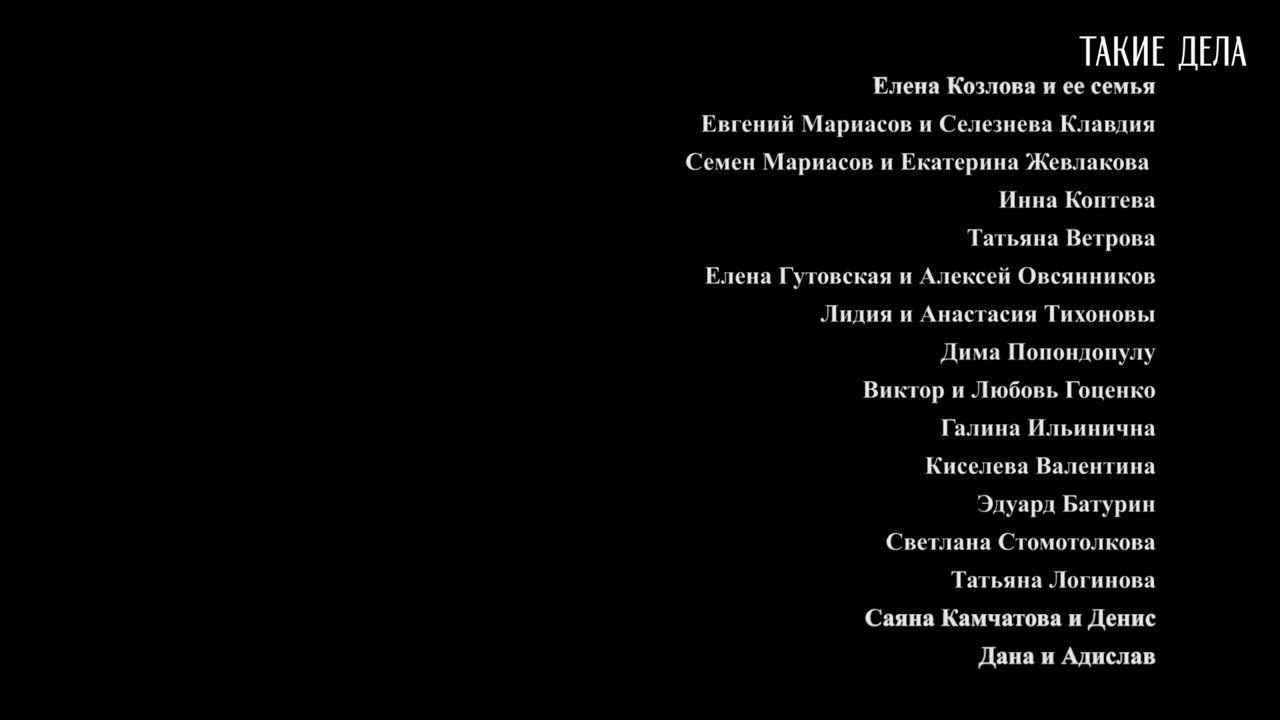 ТАКИЕ ДЕЛА
Елена Козлова и ее семья
Евгений Мариасов и Селезнева Клавдия
Семен Мариасов и Екатерина Жевлакова
Инна Коптева
Татьяна Ветрова
Елена Гутовская и Алексей Овсянников
Лидия и Анастасия Тихоновы
Дима Попондопулу
Виктор и Любовь Гоценко
Галина Ильинична
Киселева Валентина
Эдуард Батурин
Светлана Стомотолкова
Татьяна Логинова
Саяна Камчатова и Денис
Дана и Адислав